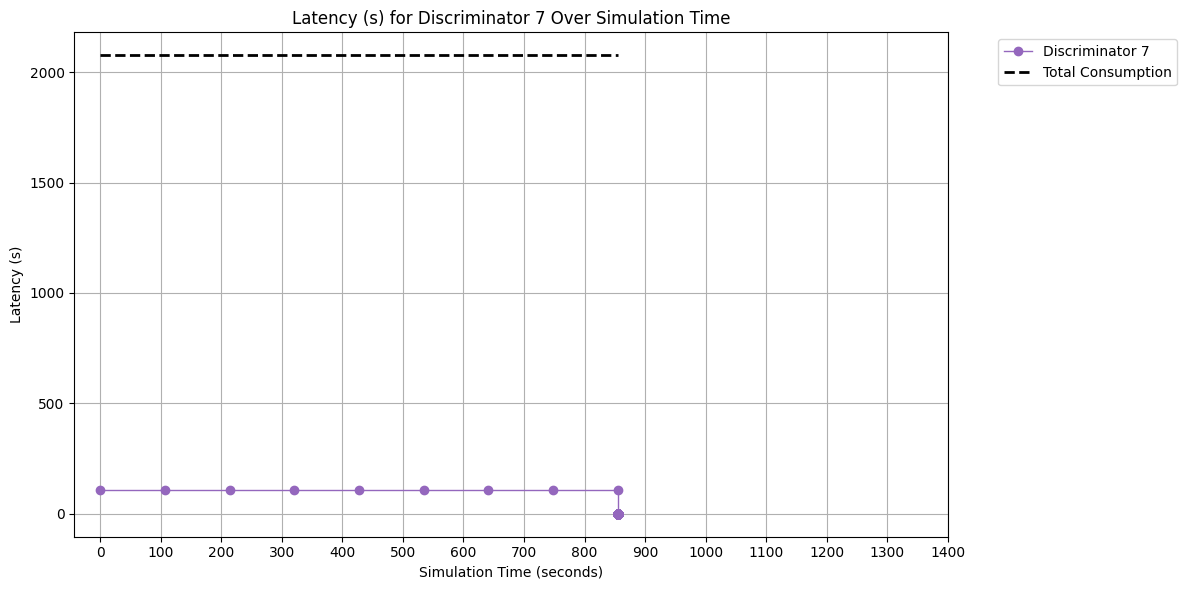 Latency (s) for Discriminator 7 Over Simulation Time
Discriminator 7
Total Consumption
Latency (s)
2000
1500
1000
500
0
0 100 200 300 400 500 600 700 800 900 1000 1100 1200 1300 1400
Simulation Time (seconds)